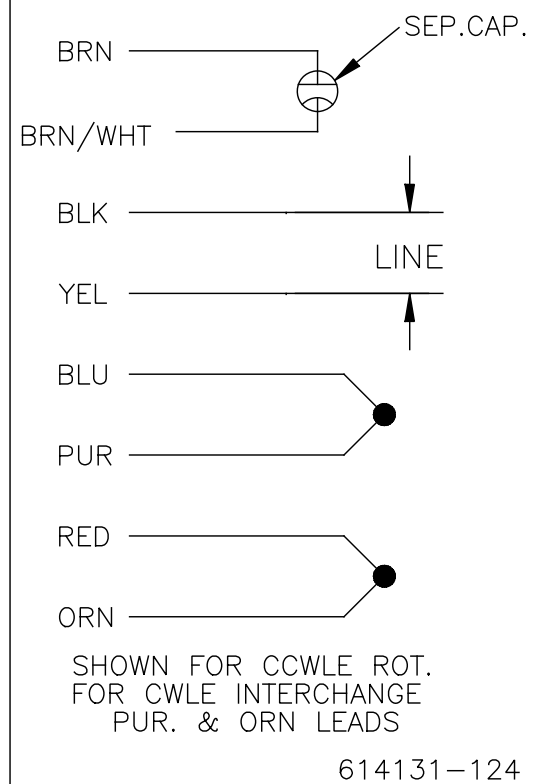 SEP.CAP.
BRN
BRN/WHT
BLK
LINE
YEL
BLU
PUR
RED
ORN
SHOWN FOR CCWLE ROT.
FOR CWLE INTERCHANGE
PUR. & ORN LEADS
614131-124